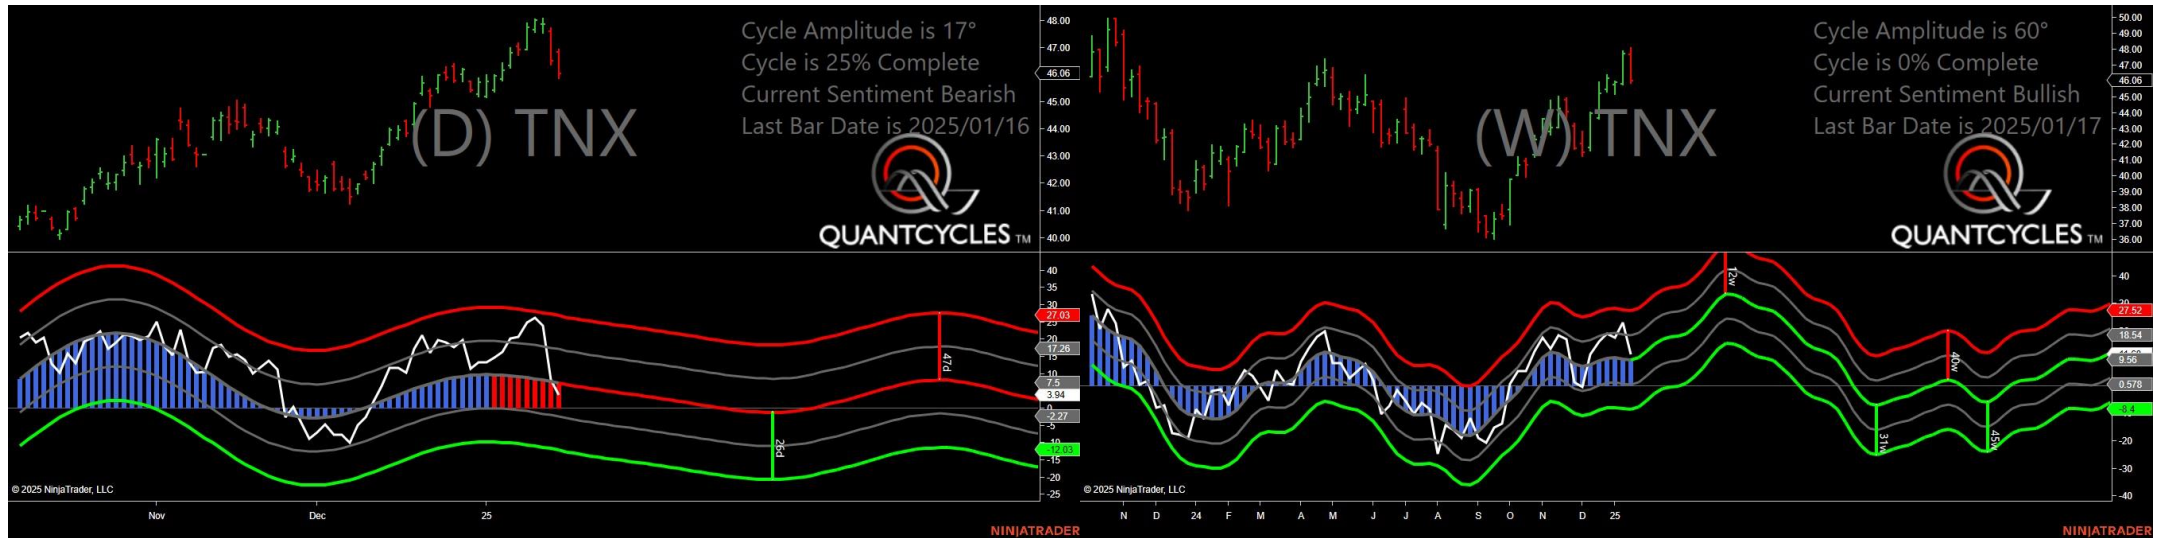 Cycle Amplitude is 17°
Cycle is 25% Complete
Current Sentiment Bearish
Last Bar Date is 2025/01/16
(D) TNX
QUANTCYCLES TM
48.00
47.00
46.06
45.00
44.00
43.00
42.00
41.00
40.00
40
35
30
27.03
25
20
17.26
15
10
7.5
3.94
0
-2.27
-5
-10
-12.03
-15
-20
-25
47d
26d
© 2025 NinjaTrader, LLC
Nov
Dec
25
NINJATRADER
Cycle Amplitude is 60°
Cycle is 0% Complete
Current Sentiment Bullish
Last Bar Date is 2025/01/17
(W) TNX
QUANTCYCLES TM
50.00
49.00
48.00
47.00
46.06
45.00
44.00
43.00
42.00
41.00
40.00
39.00
38.00
37.00
36.00
40
27.52
18.54
9.56
0.578
-8.4
-20
-30
-40
12w
40w
31w
45w
© 2025 NinjaTrader, LLC
N D 24 F M A M J J A S O N D 25
NINJATRADER